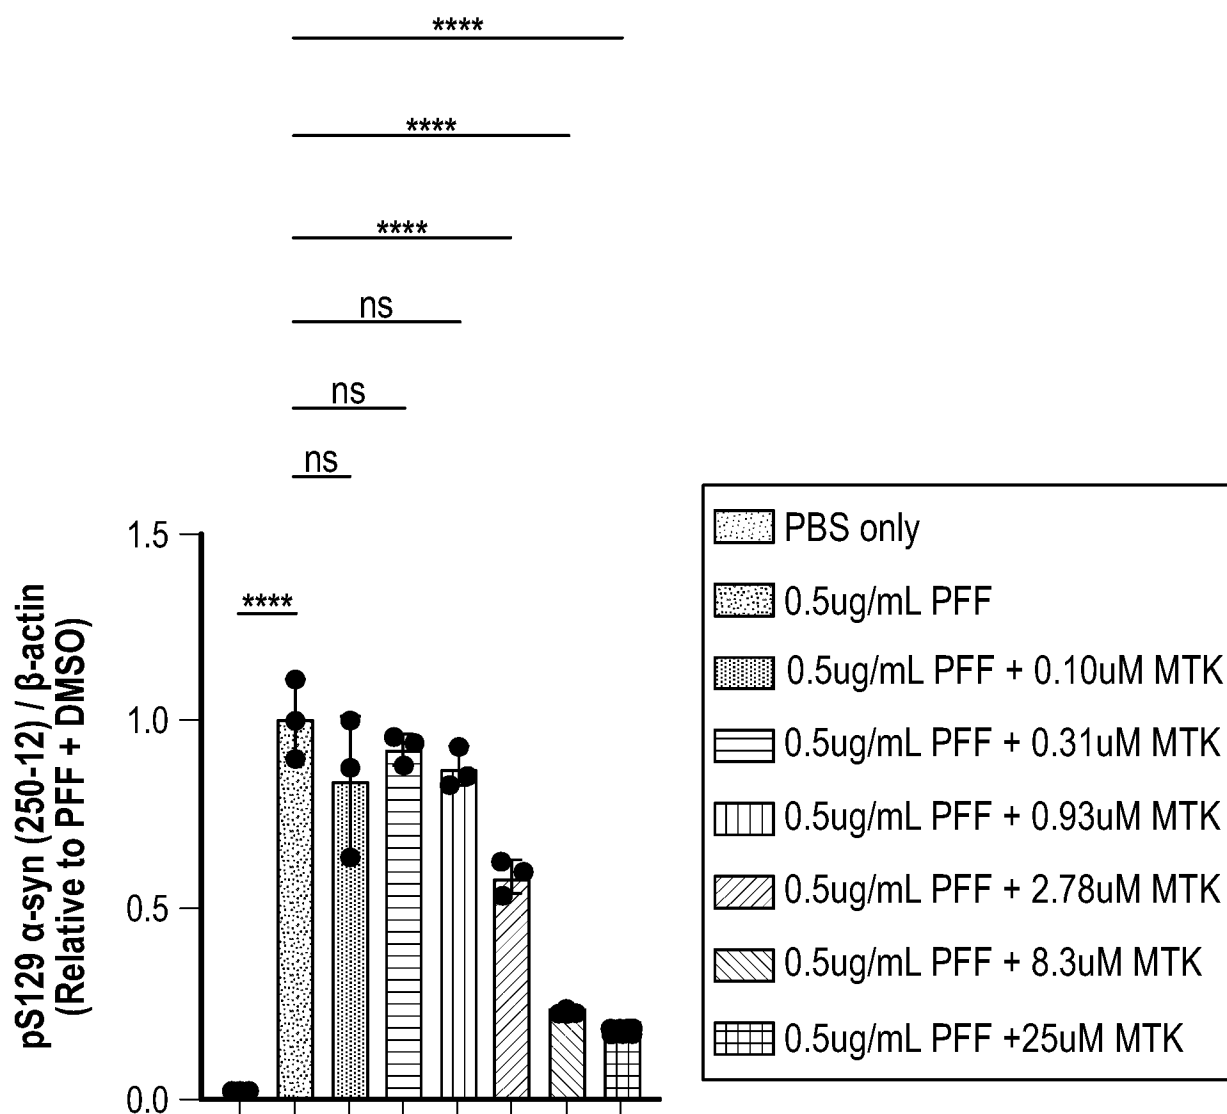 ****
****
****
ns
ns
ns
****
1.5
1.0
0.5
0.0
pS129 α-syn (250-12) / β-actin
(Relative to PFF + DMSO)
PBS only
0.5ug/mL PFF
0.5ug/mL PFF + 0.10uM MTK
0.5ug/mL PFF + 0.31uM MTK
0.5ug/mL PFF + 0.93uM MTK
0.5ug/mL PFF + 2.78uM MTK
0.5ug/mL PFF + 8.3uM MTK
0.5ug/mL PFF +25uM MTK